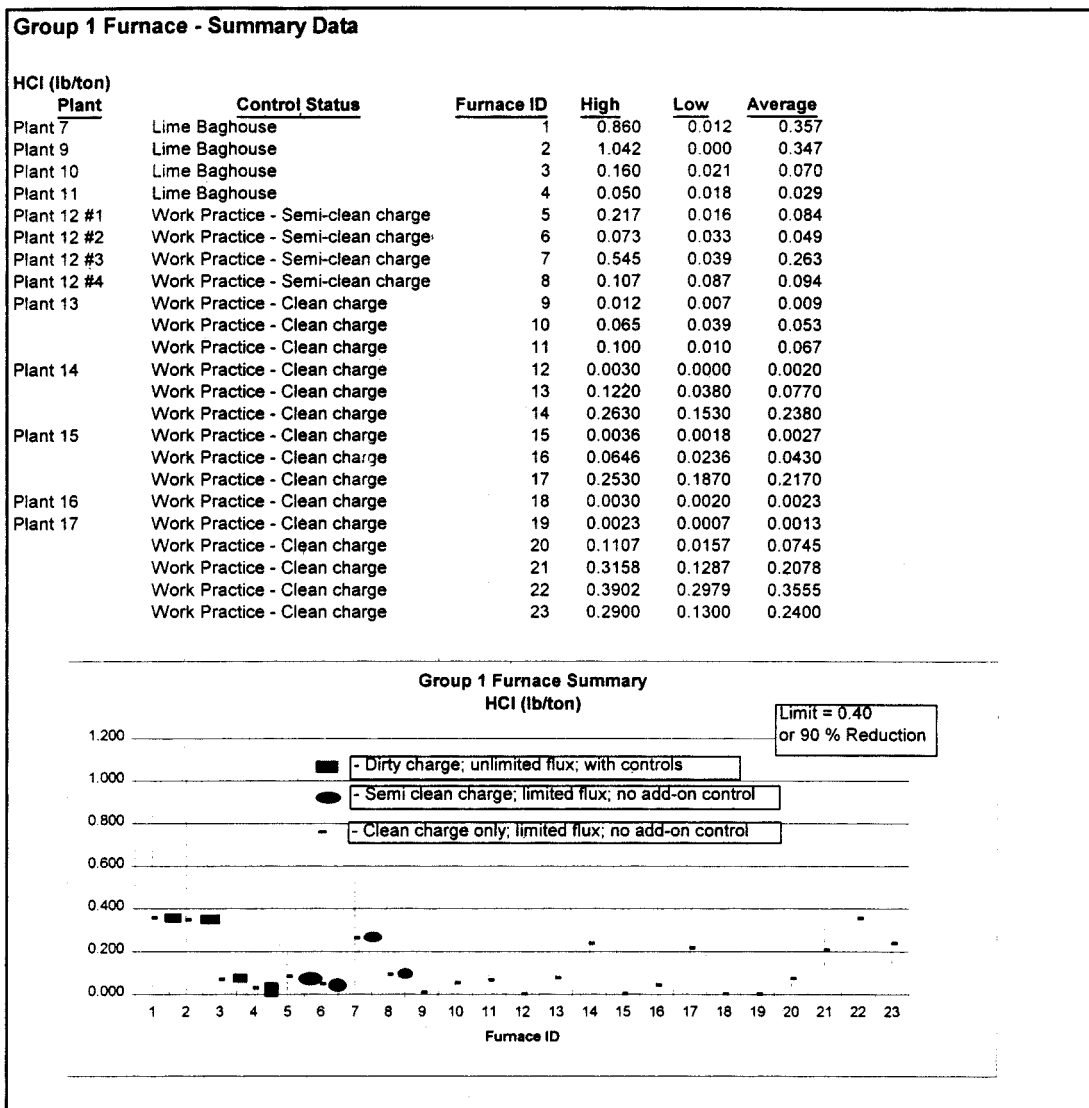 Group 1 Furnace - Summary Data
HCl (lb/ton)
Plant Control Status Furnace ID High Low Average
Plant 7 Lime Baghouse 1 0.860 0.012 0.357
Plant 9 Lime Baghouse 2 1.042 0.000 0.347
Plant 10 Lime Baghouse 3 0.160 0.021 0.070
Plant 11 Lime Baghouse 4 0.050 0.018 0.029
Plant 12 #1 Work Practice - Semi-clean charge 5 0.217 0.016 0.084
Plant 12 #2 Work Practice - Semi-clean charge 6 0.073 0.033 0.049
Plant 12 #3 Work Practice - Semi-clean charge 7 0.545 0.039 0.263
Plant 12 #4 Work Practice - Semi-clean charge 8 0.107 0.087 0.094
Plant 13 Work Practice - Clean charge 9 0.012 0.007 0.009
Work Practice - Clean charge 10 0.065 0.039 0.053
Work Practice - Clean charge 11 0.100 0.010 0.067
Plant 14 Work Practice - Clean charge 12 0.0030 0.0000 0.0020
Work Practice - Clean charge 13 0.1220 0.0380 0.0770
Work Practice - Clean charge 14 0.2630 0.1530 0.2380
Plant 15 Work Practice - Clean charge 15 0.0036 0.0018 0.0027
Work Practice - Clean charge 16 0.0646 0.0236 0.0430
Work Practice - Clean charge 17 0.2530 0.1870 0.2170
Plant 16 Work Practice - Clean charge 18 0.0030 0.0020 0.0023
Plant 17 Work Practice - Clean charge 19 0.0023 0.0007 0.0013
Work Practice - Clean charge 20 0.1107 0.0157 0.0745
Work Practice - Clean charge 21 0.3158 0.1287 0.2078
Work Practice - Clean charge 22 0.3902 0.2979 0.3555
Work Practice - Clean charge 23 0.2900 0.1300 0.2400
Group 1 Furnace Summary
HCl (lb/ton)
Limit = 0.40
or 90 % Reduction
1.200
- Dirty charge; unlimited flux; with controls
1.000
- Semi clean charge; limited flux; no add-on control
0.800
- Clean charge only; limited flux; no add-on control
0.600
0.400
0.200
0.000
1 2 3 4 5 6 7 8 9 10 11 12 13 14 15 16 17 18 19 20 21 22 23
Furnace ID